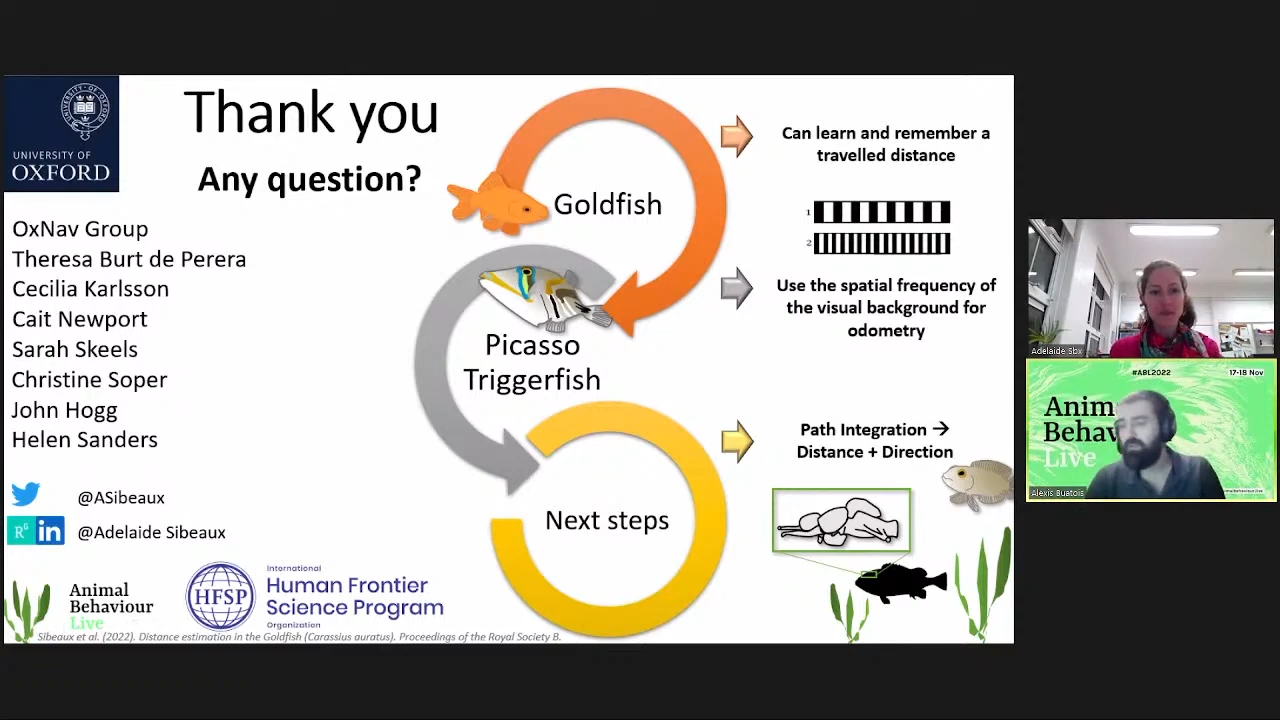 UNIVERSITY OF
OXFORD
Thank you
Any question?
OxNav Group
Theresa Burt de Perera
Cecilia Karlsson
Cait Newport
Sarah Skeels
Christine Soper
John Hogg
Helen Sanders
@ASibeaux
R G in @Adelaide Sibeaux
Animal
Behaviour
Live
HFSP
International
Human Frontier
Science Program
Organization
Sibeaux et al. (2022). Distance estimation in the Goldfish (Carassius auratus). Proceedings of the Royal Society B.
Goldfish
Picasso
Triggerfish
Next steps
Can learn and remember a
travelled distance
1
2
Use the spatial frequency of
the visual background for
odometry
Path Integration →
Distance + Direction
Adelaide Sbx
#ABL2022
17-18 Nov
Anim
Behav
Live
Alexis Buatois